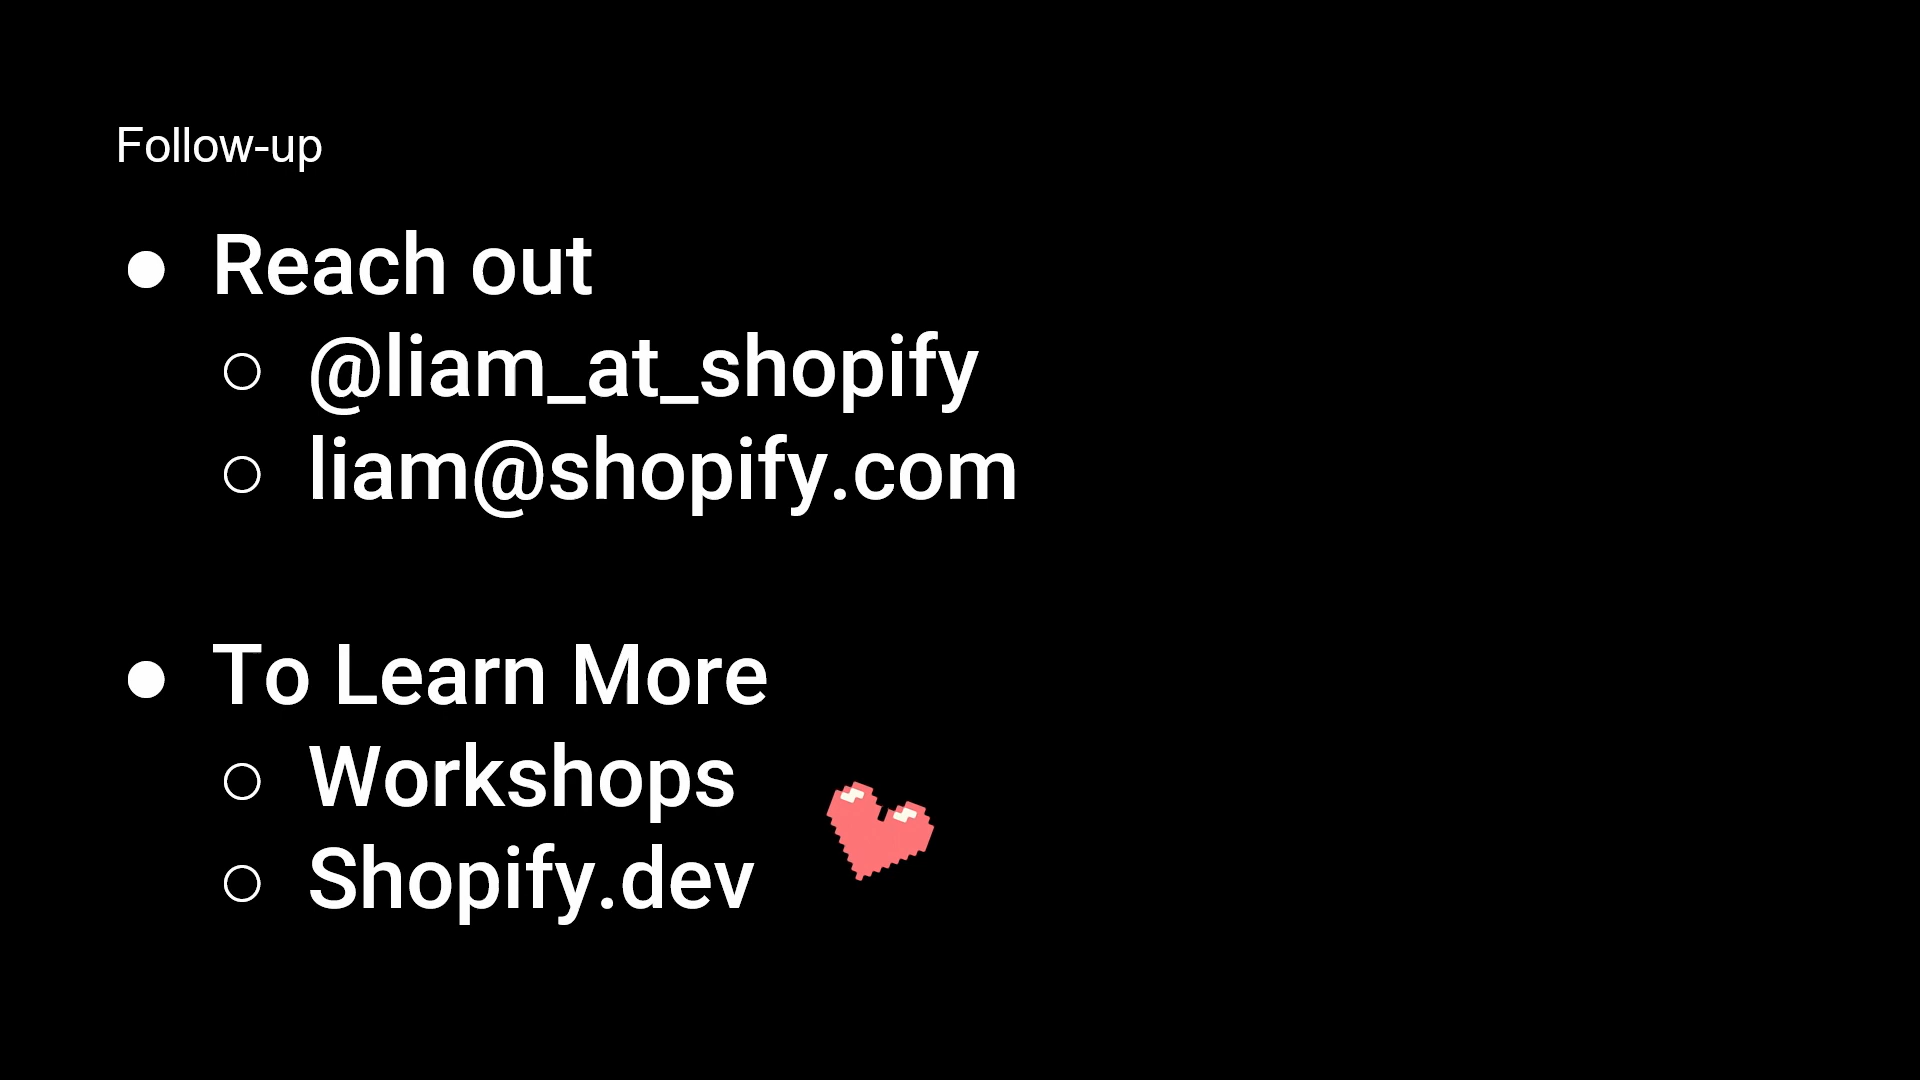 Follow-up
● Reach out
○ @liam_at_shopify
○ liam@shopify.com
● To Learn More
○ Workshops
○ Shopify.dev